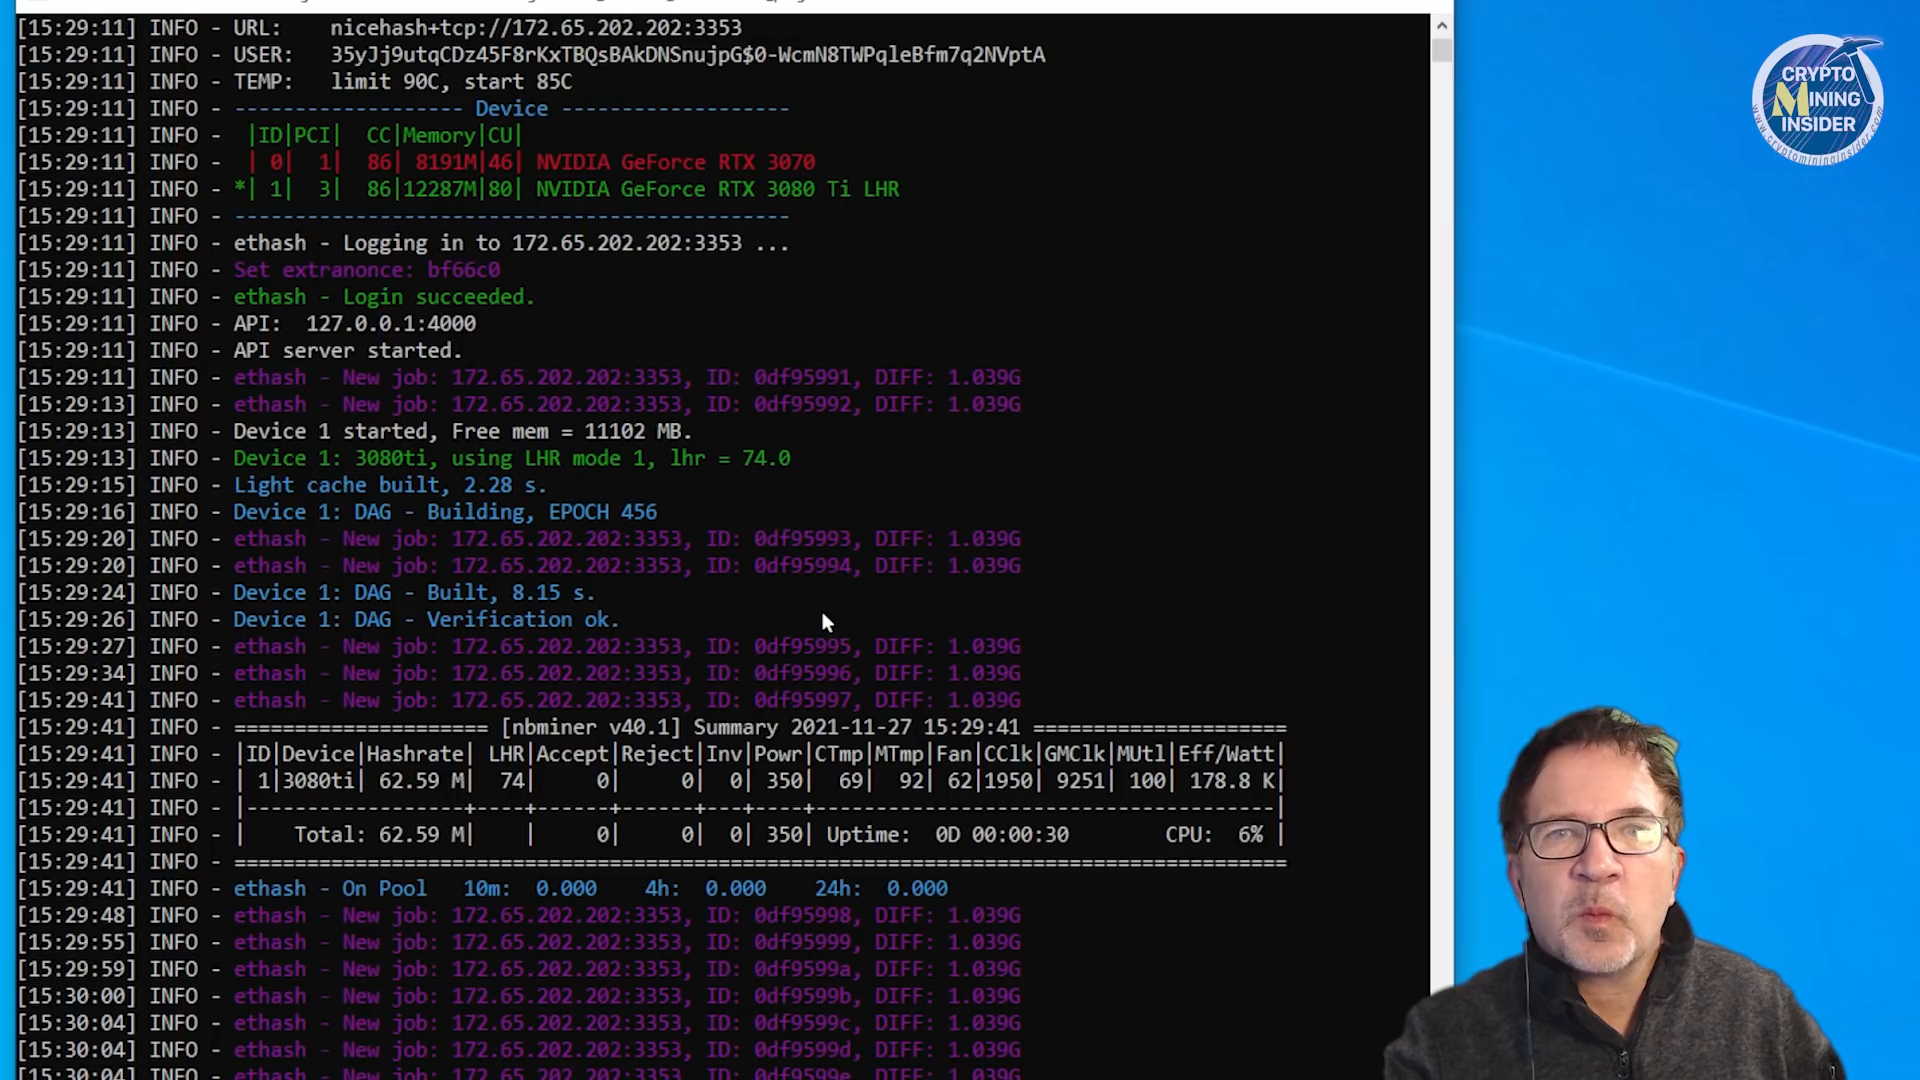 [15:29:11] INFO - URL:   nicehash+tcp://172.65.202.202:3353
[15:29:11] INFO - USER:   35yJj9utqCDz45F8rKxTBQsBAkDNSnujpG$0-WcmN8TWPqleBfm7q2NVptA
[15:29:11] INFO - TEMP:   limit 90C, start 85C
[15:29:11] INFO - ------------------- Device -------------------
[15:29:11] INFO -  |ID|PCI|  CC|Memory|CU|
[15:29:11] INFO -  | 0|  1|  86| 8191M|46| NVIDIA GeForce RTX 3070
[15:29:11] INFO - *| 1|  3|  86|12287M|80| NVIDIA GeForce RTX 3080 Ti LHR
[15:29:11] INFO - ----------------------------------------------
[15:29:11] INFO - ethash - Logging in to 172.65.202.202:3353 ...
[15:29:11] INFO - Set extranonce: bf66c0
[15:29:11] INFO - ethash - Login succeeded.
[15:29:11] INFO - API:  127.0.0.1:4000
[15:29:11] INFO - API server started.
[15:29:11] INFO - ethash - New job: 172.65.202.202:3353, ID: 0df95991, DIFF: 1.039G
[15:29:13] INFO - ethash - New job: 172.65.202.202:3353, ID: 0df95992, DIFF: 1.039G
[15:29:13] INFO - Device 1 started, Free mem = 11102 MB.
[15:29:13] INFO - Device 1: 3080ti, using LHR mode 1, lhr = 74.0
[15:29:15] INFO - Light cache built, 2.28 s.
[15:29:16] INFO - Device 1: DAG - Building, EPOCH 456
[15:29:20] INFO - ethash - New job: 172.65.202.202:3353, ID: 0df95993, DIFF: 1.039G
[15:29:20] INFO - ethash - New job: 172.65.202.202:3353, ID: 0df95994, DIFF: 1.039G
[15:29:24] INFO - Device 1: DAG - Built, 8.15 s.
[15:29:26] INFO - Device 1: DAG - Verification ok.
[15:29:27] INFO - ethash - New job: 172.65.202.202:3353, ID: 0df95995, DIFF: 1.039G
[15:29:34] INFO - ethash - New job: 172.65.202.202:3353, ID: 0df95996, DIFF: 1.039G
[15:29:41] INFO - ethash - New job: 172.65.202.202:3353, ID: 0df95997, DIFF: 1.039G
[15:29:41] INFO - ===================== [nbminer v40.1] Summary 2021-11-27 15:29:41 =====================
[15:29:41] INFO - |ID|Device|Hashrate|  LHR|Accept|Reject|Inv|Powr|CTmp|MTmp|Fan|CClk|GMClk|MUtl|Eff/Watt|
[15:29:41] INFO - | 1|3080ti| 62.59 M|   74|     0|     0|  0| 350|  69|  92| 62|1950| 9251| 100| 178.8 K|
[15:29:41] INFO - |------------------+----+------+------+---+----+---------------------------------------|
[15:29:41] INFO - |    Total: 62.59 M|    |     0|     0|  0| 350| Uptime:  0D 00:00:30        CPU:  6% |
[15:29:41] INFO - =======================================================================================
[15:29:41] INFO - ethash - On Pool   10m:  0.000    4h:  0.000    24h:  0.000
[15:29:48] INFO - ethash - New job: 172.65.202.202:3353, ID: 0df95998, DIFF: 1.039G
[15:29:55] INFO - ethash - New job: 172.65.202.202:3353, ID: 0df95999, DIFF: 1.039G
[15:29:59] INFO - ethash - New job: 172.65.202.202:3353, ID: 0df9599a, DIFF: 1.039G
[15:30:00] INFO - ethash - New job: 172.65.202.202:3353, ID: 0df9599b, DIFF: 1.039G
[15:30:04] INFO - ethash - New job: 172.65.202.202:3353, ID: 0df9599c, DIFF: 1.039G
[15:30:04] INFO - ethash - New job: 172.65.202.202:3353, ID: 0df9599d, DIFF: 1.039G
[15:30:04] INFO - ethash - New job: 172.65.202.202:3353, ID: 0df9599e, DIFF: 1.039G
CRYPTO
MINING
INSIDER
www.cryptomininginsider.com